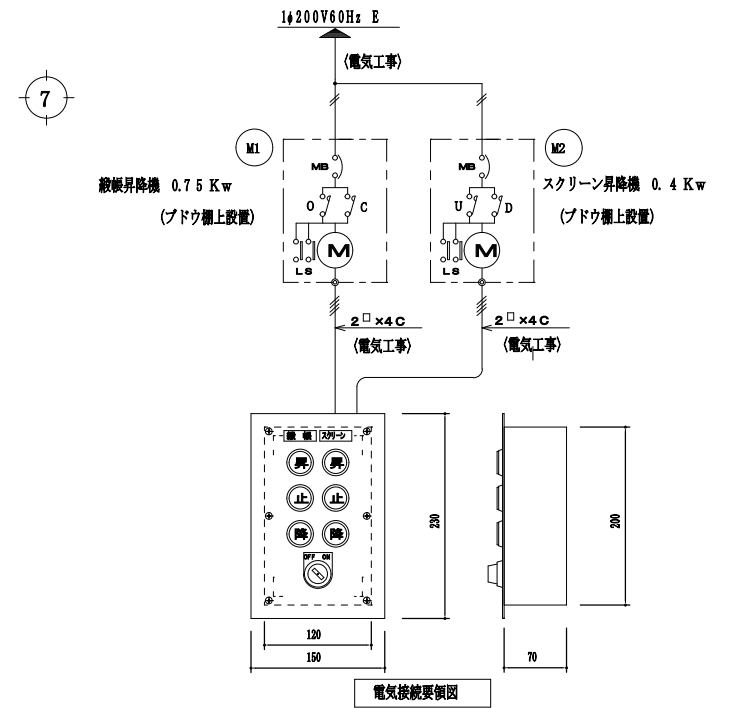 1φ200V60Hz E
(電気工事)
7
M1
M2
緞帳昇降機 0.75 Kw
(ブドウ棚上設置)
スクリーン昇降機 0.4 Kw
(ブドウ棚上設置)
MB
O
C
M
LS
MB
U
D
M
LS
2□×4C
(電気工事)
2□×4C
(電気工事)
緞帳 スクリーン
昇 昇
止 止
降 降
OFF ON
230
200
120
150
70
電気接続要領図